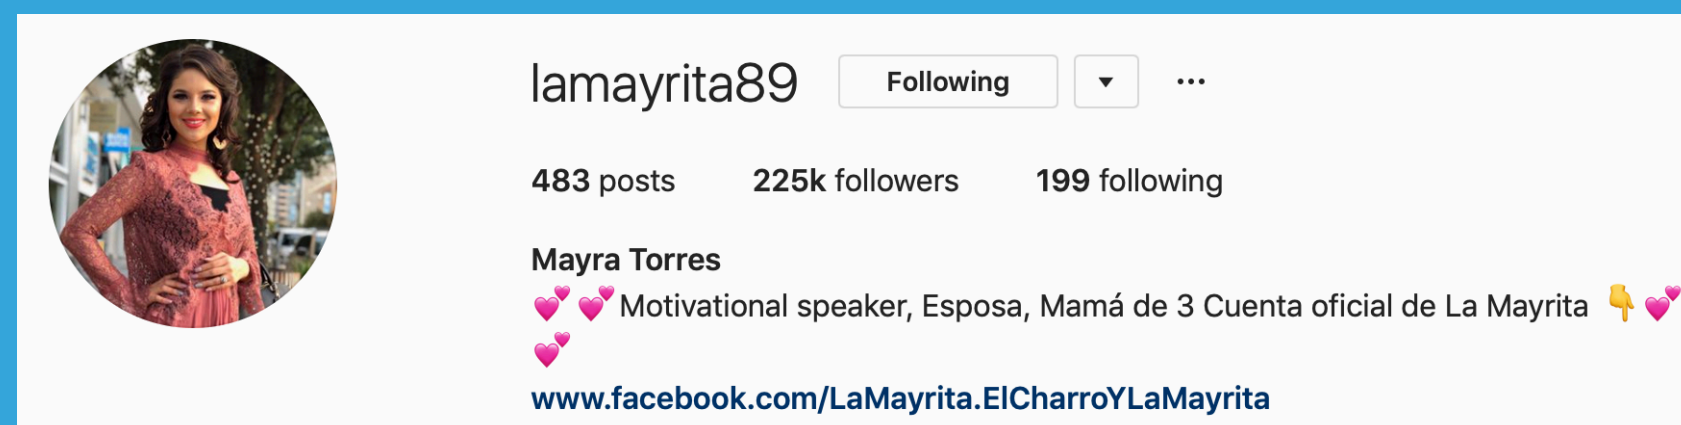 lamayrita89 Following ▼ ...
483 posts 225k followers 199 following
Mayra Torres
💕 💕 Motivational speaker, Esposa, Mamá de 3 Cuenta oficial de La Mayrita 👇 💕
💕
www.facebook.com/LaMayrita.ElCharroYLaMayrita